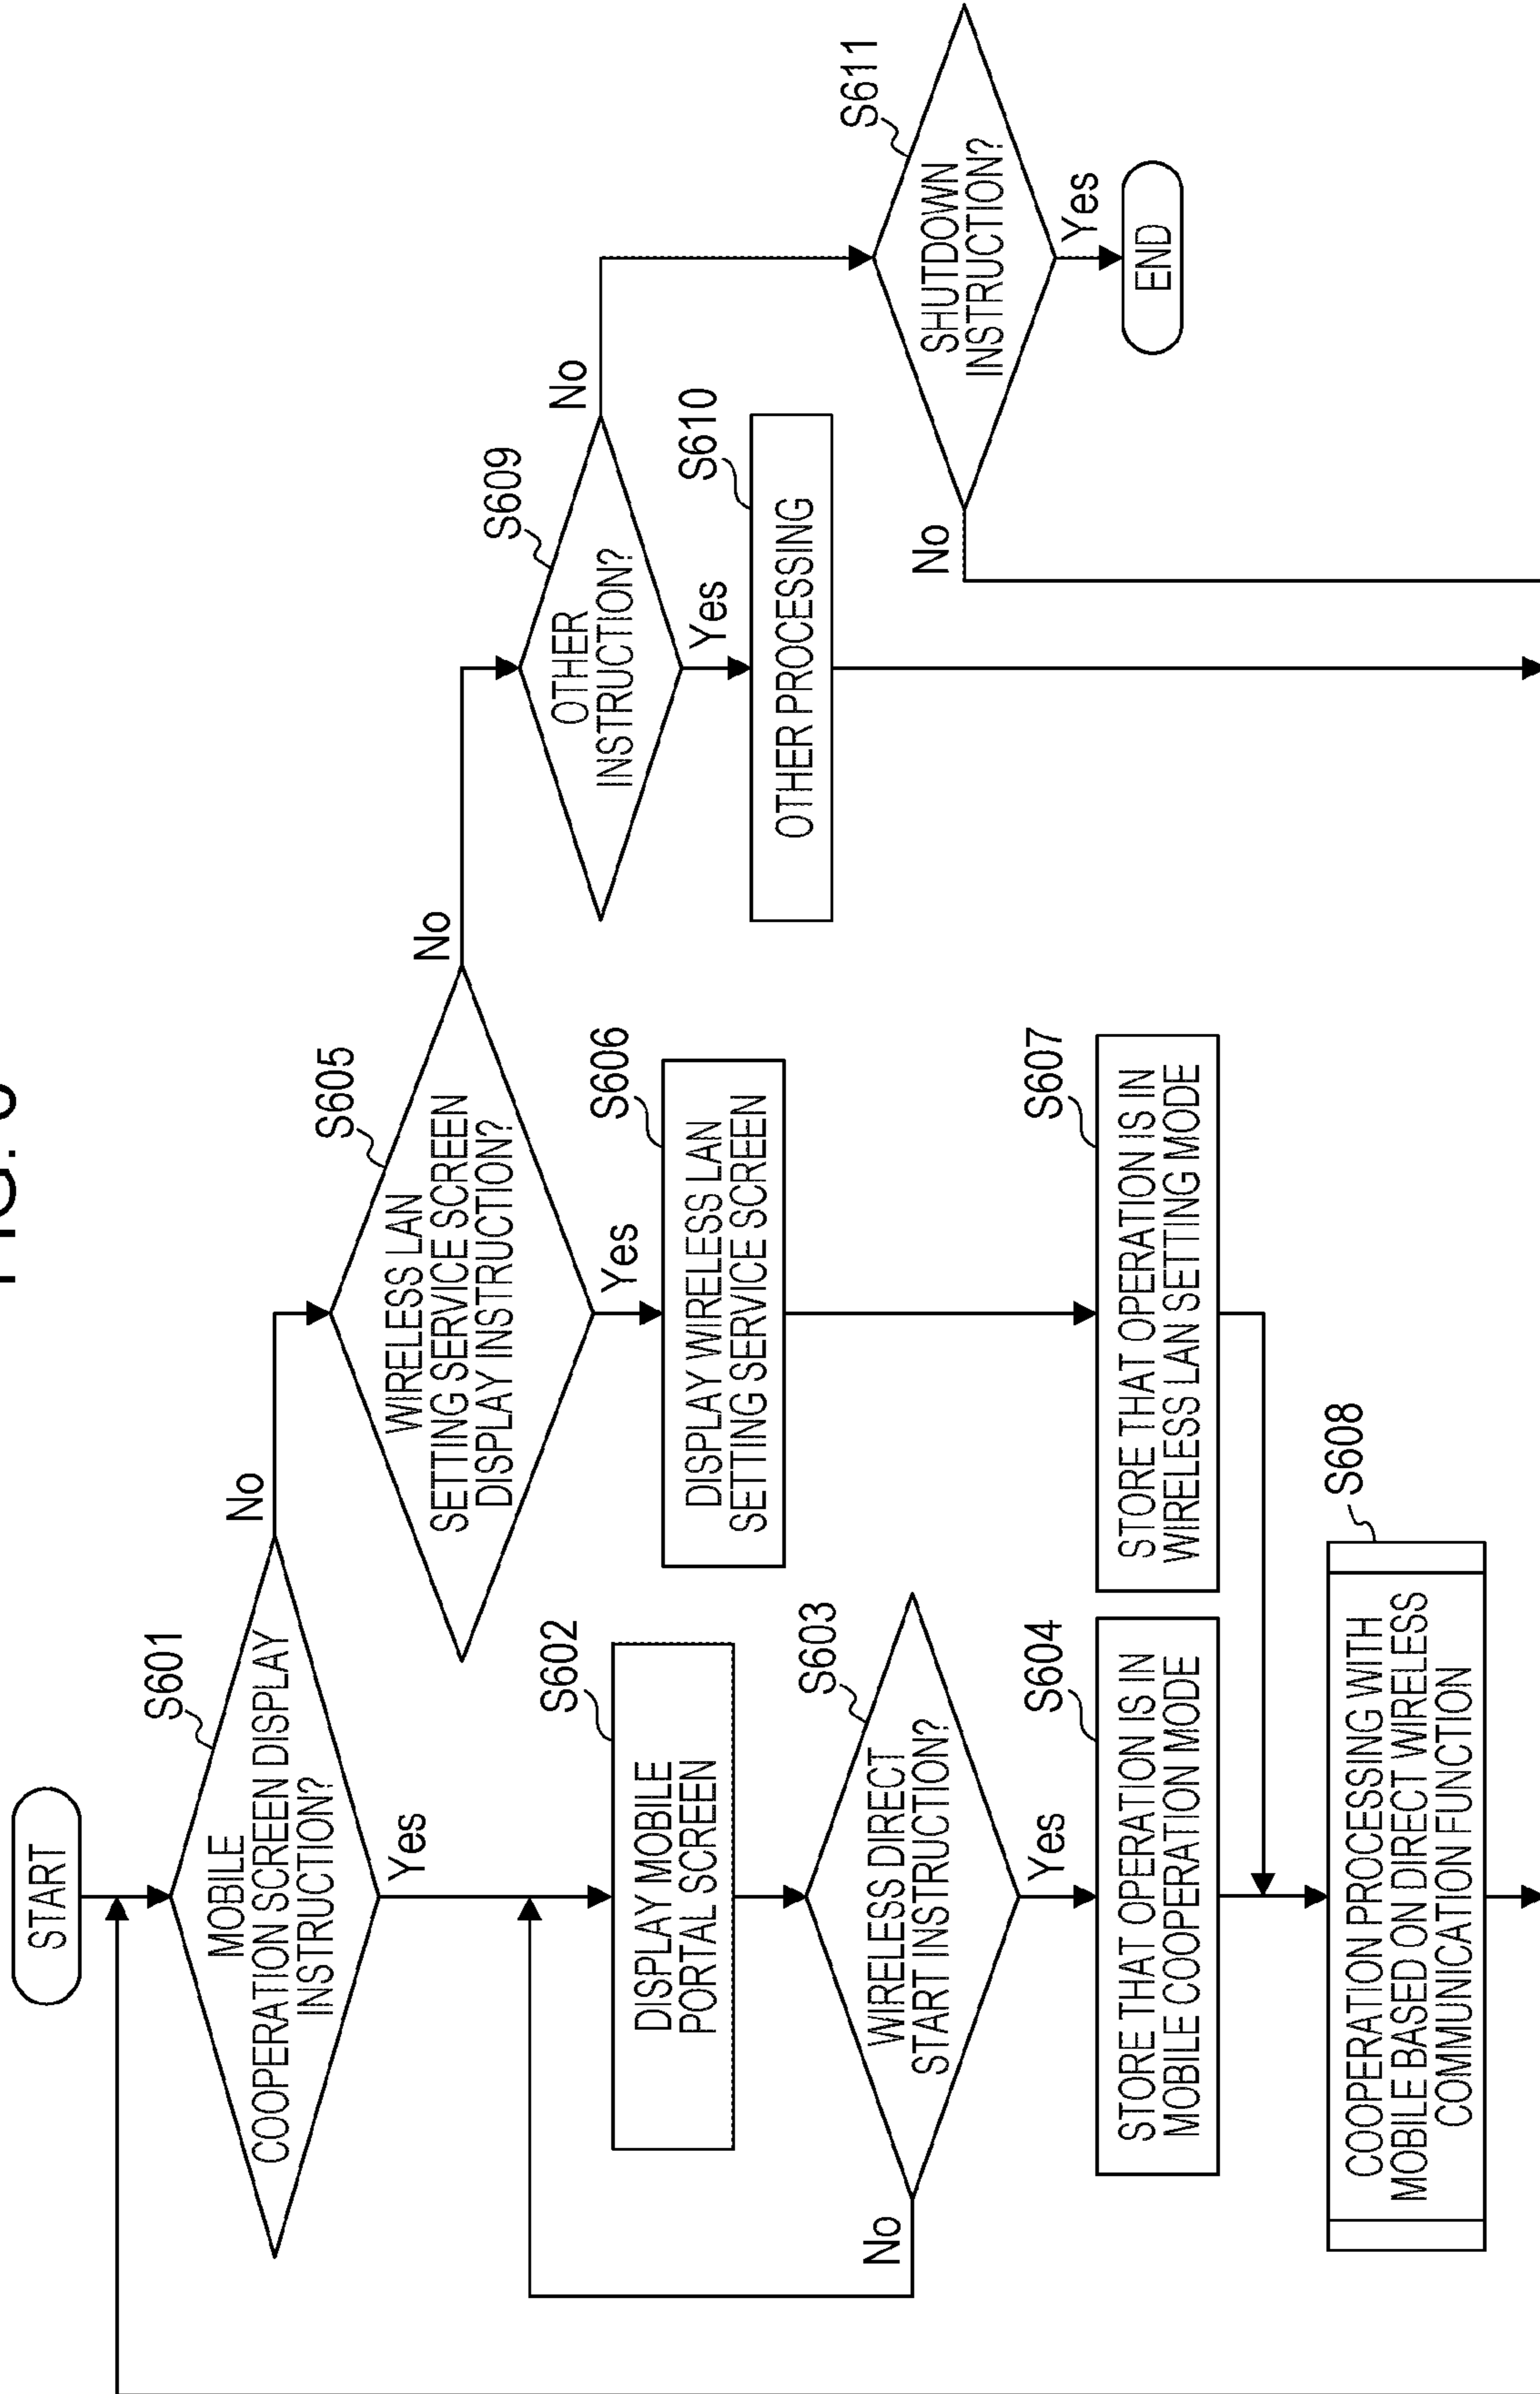 FIG.
START
S601
MOBILE
COOPERATION SCREEN DISPLAY
INSTRUCTION?
No
Yes
S602
DISPLAY MOBILE
PORTAL SCREEN
S603
WIRELESS DIRECT
START INSTRUCTION?
No
Yes
S604
STORE THAT OPERATION IS IN
MOBILE COOPERATION MODE
S605
WIRELESS LAN
SETTING SERVICE SCREEN
DISPLAY INSTRUCTION?
No
Yes
S606
DISPLAY WIRELESS LAN
SETTING SERVICE SCREEN
S607
STORE THAT OPERATION IS IN
WIRELESS LAN SETTING MODE
S608
COOPERATION PROCESSING WITH
MOBILE BASED ON DIRECT WIRELESS
COMMUNICATION FUNCTION
S609
OTHER
INSTRUCTION?
No
Yes
S610
OTHER PROCESSING
S611
SHUTDOWN
INSTRUCTION?
No
Yes
END